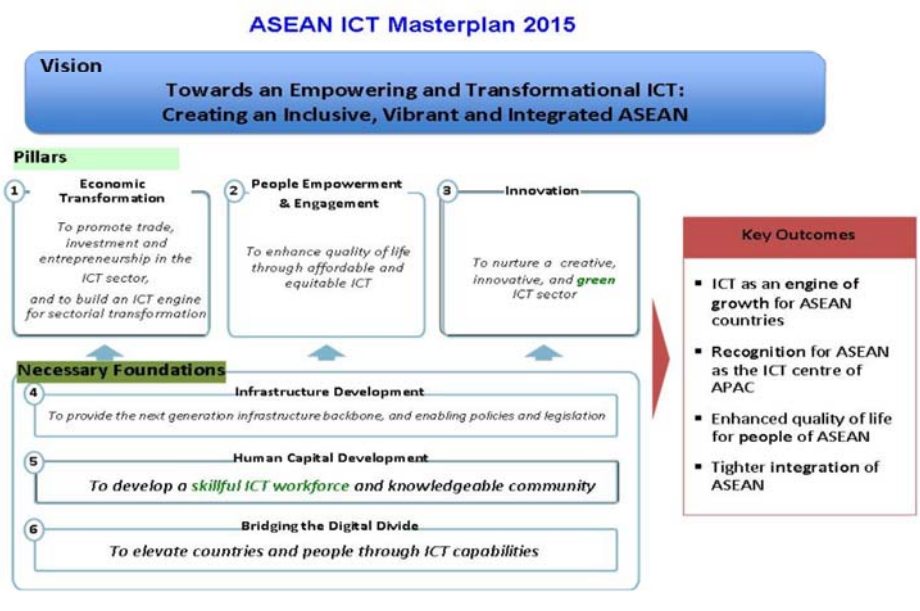 ASEAN ICT Masterplan 2015
Vision
Towards an Empowering and Transformational ICT:
Creating an Inclusive, Vibrant and Integrated ASEAN
Pillars
1
Economic
Transformation
To promote trade,
investment and
entrepreneurship in the
ICT sector,
and to build an ICT engine
for sectorial transformation
2
People Empowerment
& Engagement
To enhance quality of life
through affordable and
equitable ICT
3
Innovation
To nurture a creative,
innovative, and green
ICT sector
Necessary Foundations
4
Infrastructure Development
To provide the next generation infrastructure backbone, and enabling policies and legislation
5
Human Capital Development
To develop a skillful ICT workforce and knowledgeable community
6
Bridging the Digital Divide
To elevate countries and people through ICT capabilities
Key Outcomes
▪ ICT as an engine of
growth for ASEAN
countries
▪ Recognition for ASEAN
as the ICT centre of
APAC
▪ Enhanced quality of life
for people of ASEAN
▪ Tighter integration of
ASEAN